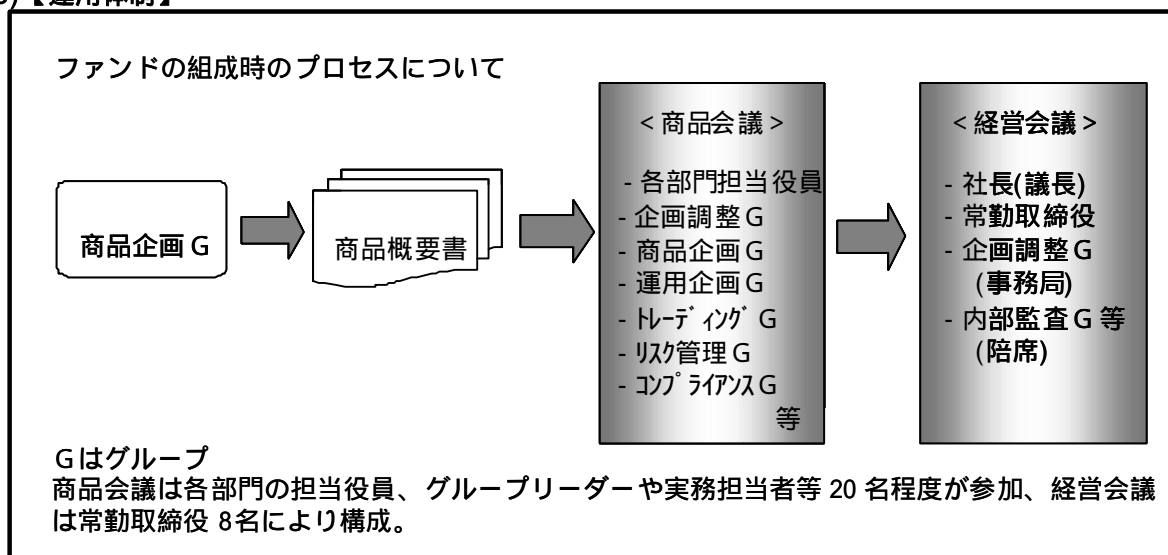 )【運用体制】
ファンドの組成時のプロセスについて
商品企画G
商品概要書
<商品会議>
- 各部門担当役員
- 企画調整G
- 商品企画G
- 運用企画G
- ﾄﾚｰﾃﾞｨﾝｸﾞG
- ﾘｽｸ管理G
- ｺﾝﾌﾟﾗｲｱﾝｽG
等
<経営会議>
- 社長(議長)
- 常勤取締役
- 企画調整G
(事務局)
- 内部監査G等
(陪席)
Gはグループ
商品会議は各部門の担当役員、グループリーダーや実務担当者等 20 名程度が参加、経営会議
は常勤取締役 8名により構成。